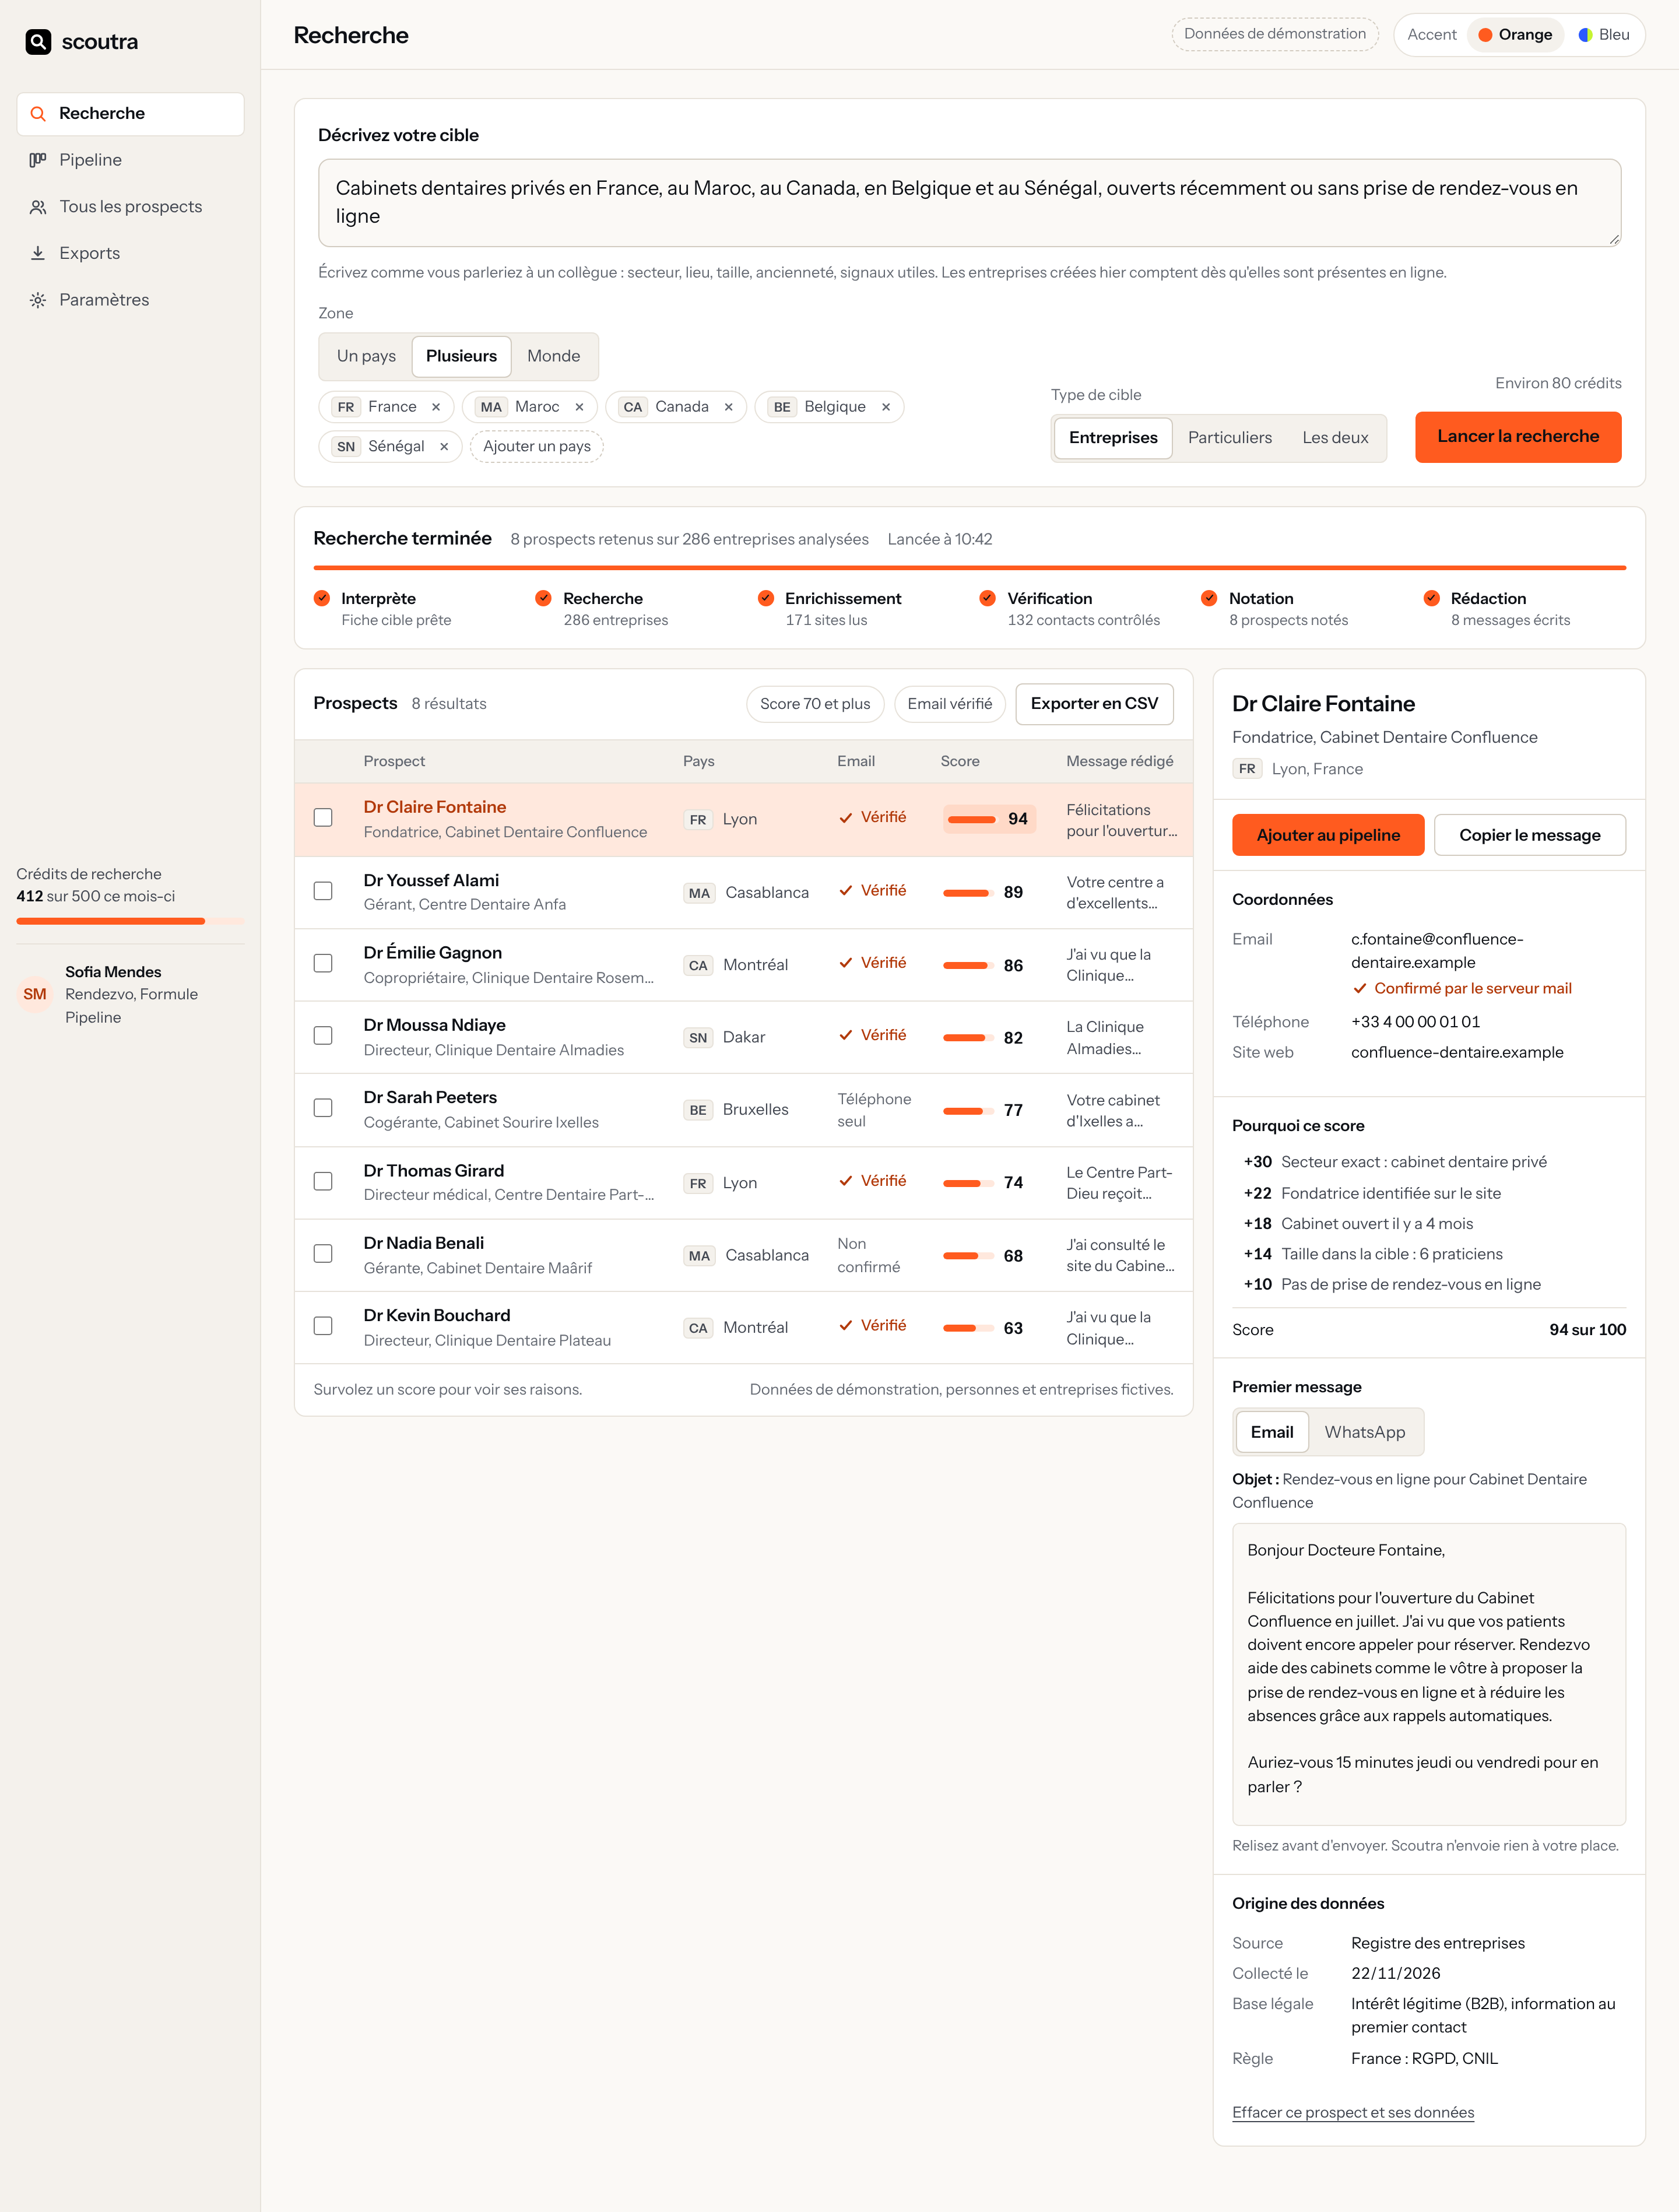 scoutra
Recherche
Pipeline
Tous les prospects
Exports
Paramètres
Crédits de recherche
412 sur 500 ce mois-ci
SM
Sofia Mendes
Rendezvo, Formule
Pipeline
Recherche
Données de démonstration
Accent
Orange
Bleu
Décrivez votre cible
Cabinets dentaires privés en France, au Maroc, au Canada, en Belgique et au Sénégal, ouverts récemment ou sans prise de rendez-vous en
ligne
Écrivez comme vous parleriez à un collègue : secteur, lieu, taille, ancienneté, signaux utiles. Les entreprises créées hier comptent dès qu'elles sont présentes en ligne.
Zone
Un pays
Plusieurs
Monde
FR France ×
MA Maroc ×
CA Canada ×
BE Belgique ×
SN Sénégal ×
Ajouter un pays
Type de cible
Entreprises
Particuliers
Les deux
Environ 80 crédits
Lancer la recherche
Recherche terminée
8 prospects retenus sur 286 entreprises analysées
Lancée à 10:42
Interprète
Fiche cible prête
Recherche
286 entreprises
Enrichissement
171 sites lus
Vérification
132 contacts contrôlés
Notation
8 prospects notés
Rédaction
8 messages écrits
Prospects
8 résultats
Score 70 et plus
Email vérifié
Exporter en CSV
Prospect
Pays
Email
Score
Message rédigé
Dr Claire Fontaine
Fondatrice, Cabinet Dentaire Confluence
FR Lyon
Vérifié
94
Félicitations
pour l'ouvertur...
Dr Youssef Alami
Gérant, Centre Dentaire Anfa
MA Casablanca
Vérifié
89
Votre centre a
d'excellents...
Dr Émilie Gagnon
Copropriétaire, Clinique Dentaire Rosem...
CA Montréal
Vérifié
86
J'ai vu que la
Clinique...
Dr Moussa Ndiaye
Directeur, Clinique Dentaire Almadies
SN Dakar
Vérifié
82
La Clinique
Almadies...
Dr Sarah Peeters
Cogérante, Cabinet Sourire Ixelles
BE Bruxelles
Téléphone
seul
77
Votre cabinet
d'Ixelles a...
Dr Thomas Girard
Directeur médical, Centre Dentaire Part-...
FR Lyon
Vérifié
74
Le Centre Part-
Dieu reçoit...
Dr Nadia Benali
Gérante, Cabinet Dentaire Maârif
MA Casablanca
Non
confirmé
68
J'ai consulté le
site du Cabine...
Dr Kevin Bouchard
Directeur, Clinique Dentaire Plateau
CA Montréal
Vérifié
63
J'ai vu que la
Clinique...
Survolez un score pour voir ses raisons.
Données de démonstration, personnes et entreprises fictives.
Dr Claire Fontaine
Fondatrice, Cabinet Dentaire Confluence
FR Lyon, France
Ajouter au pipeline
Copier le message
Coordonnées
Email
c.fontaine@confluence-
dentaire.example
Confirmé par le serveur mail
Téléphone
+33 4 00 00 01 01
Site web
confluence-dentaire.example
Pourquoi ce score
+30 Secteur exact : cabinet dentaire privé
+22 Fondatrice identifiée sur le site
+18 Cabinet ouvert il y a 4 mois
+14 Taille dans la cible : 6 praticiens
+10 Pas de prise de rendez-vous en ligne
Score
94 sur 100
Premier message
Email
WhatsApp
Objet : Rendez-vous en ligne pour Cabinet Dentaire
Confluence
Bonjour Docteure Fontaine,
Félicitations pour l'ouverture du Cabinet
Confluence en juillet. J'ai vu que vos patients
doivent encore appeler pour réserver. Rendezvo
aide des cabinets comme le vôtre à proposer la
prise de rendez-vous en ligne et à réduire les
absences grâce aux rappels automatiques.
Auriez-vous 15 minutes jeudi ou vendredi pour en
parler ?
Relisez avant d'envoyer. Scoutra n'envoie rien à votre place.
Origine des données
Source
Registre des entreprises
Collecté le
22/11/2026
Base légale
Intérêt légitime (B2B), information au
premier contact
Règle
France : RGPD, CNIL
Effacer ce prospect et ses données